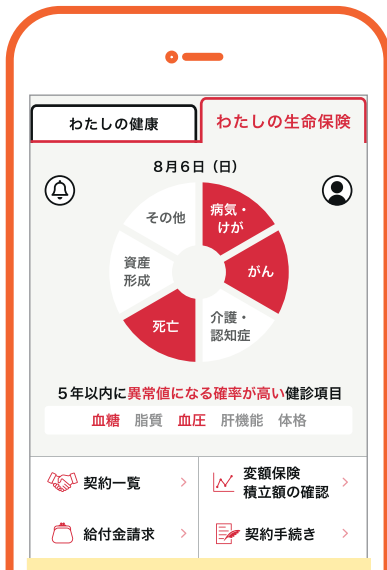 わたしの健康
わたしの生命保険
8月6日（日）
その他
病気・
けが
資産
形成
がん
死亡
介護・
認知症
5年以内に異常値になる確率が高い健診項目
血糖 脂質 血圧 肝機能 体格
契約一覧
変額保険
積立額の確認
給付金請求
契約手続き